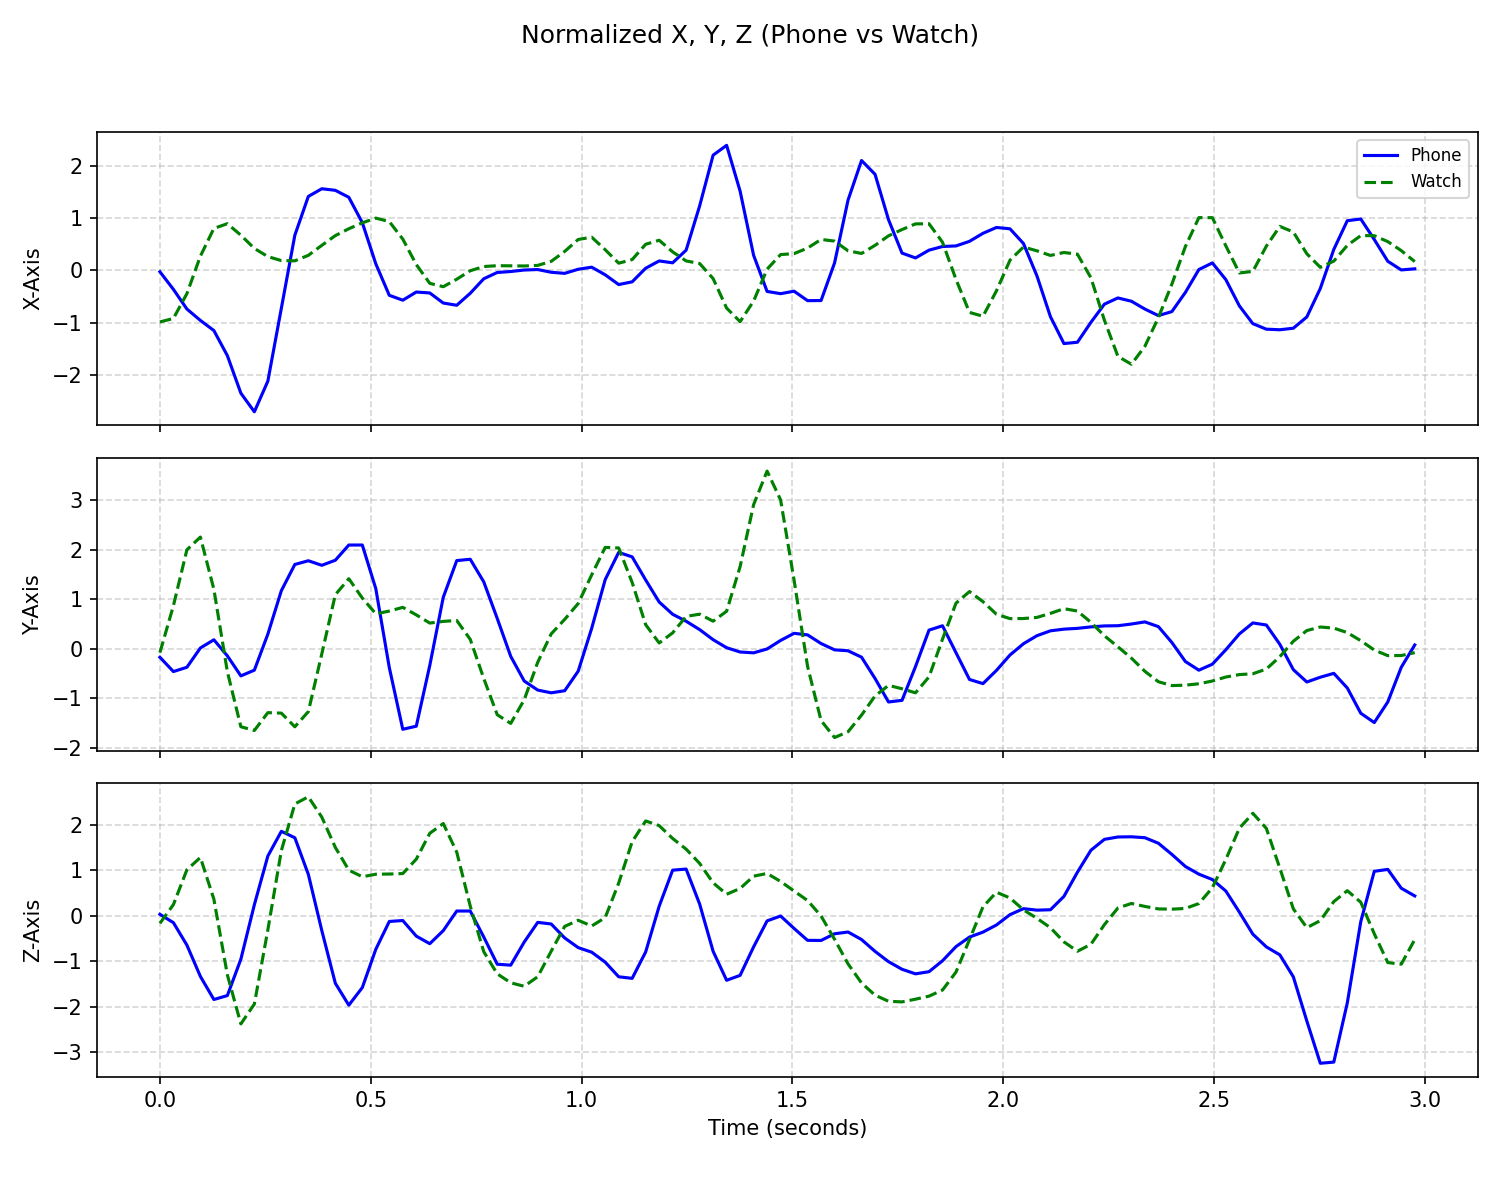 Normalized X, Y, Z (Phone vs Watch)
X-Axis
2
1
0
−1
−2
Phone
Watch
Y-Axis
3
2
1
0
−1
−2
Z-Axis
2
1
0
−1
−2
−3
0.0 0.5 1.0 1.5 2.0 2.5 3.0
Time (seconds)